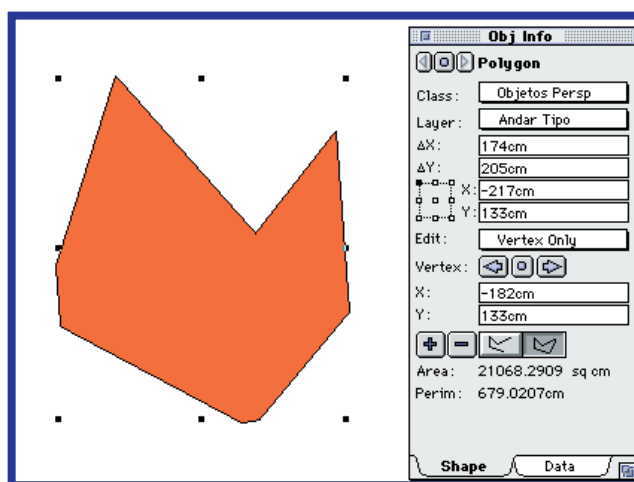 Obj Info
Polygon
Class: Objetos Persp
Layer: Andar Tipo
ΔX: 174cm
ΔY: 205cm
X: -217cm
Y: 133cm
Edit: Vertex Only
Vertex:
X: -182cm
Y: 133cm
Area: 21068.2909 sq cm
Perim: 679.0207cm
Shape Data